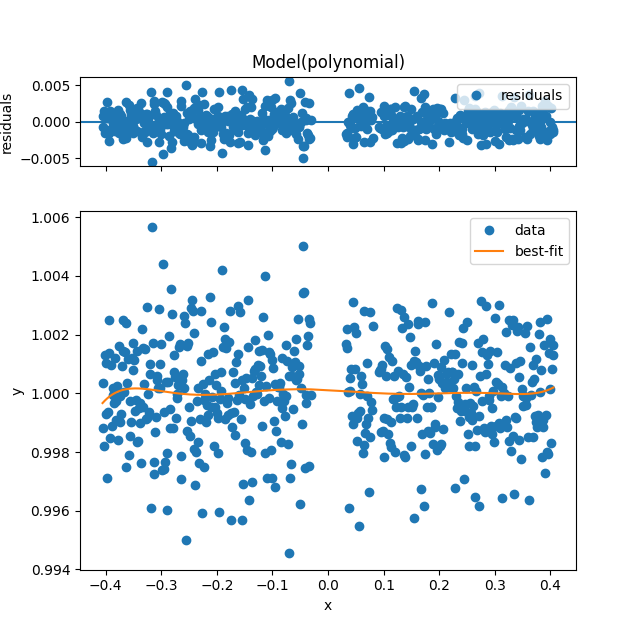 Model(polynomial)
residuals
0.005
0.000
−0.005
residuals
1.006
1.004
1.002
1.000
0.998
0.996
0.994
y
data
best-fit
−0.4 −0.3 −0.2 −0.1 0.0 0.1 0.2 0.3 0.4
x